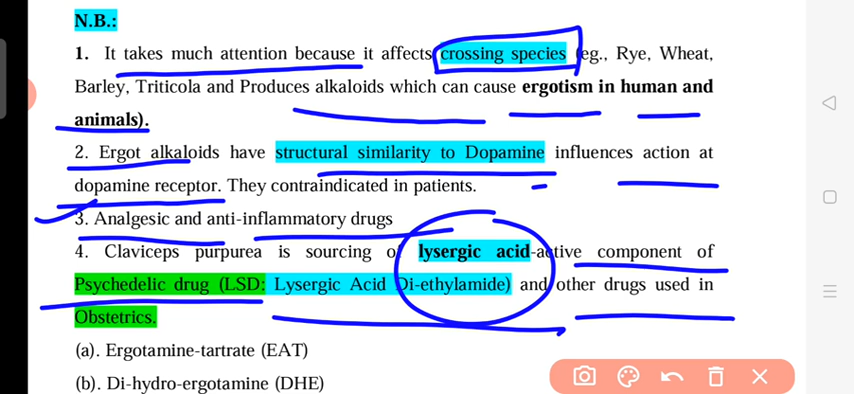 N.B.:
1. It takes much attention because it affects crossing species (eg., Rye, Wheat,
Barley, Triticola and Produces alkaloids which can cause ergotism in human and
animals).
2. Ergot alkaloids have structural similarity to Dopamine influences action at
dopamine receptor. They contraindicated in patients.
3. Analgesic and anti-inflammatory drugs
4. Claviceps purpurea is sourcing of lysergic acid-active component of
Psychedelic drug (LSD: Lysergic Acid Di-ethylamide) and other drugs used in
Obstetrics.
(a). Ergotamine-tartrate (EAT)
(b). Di-hydro-ergotamine (DHE)